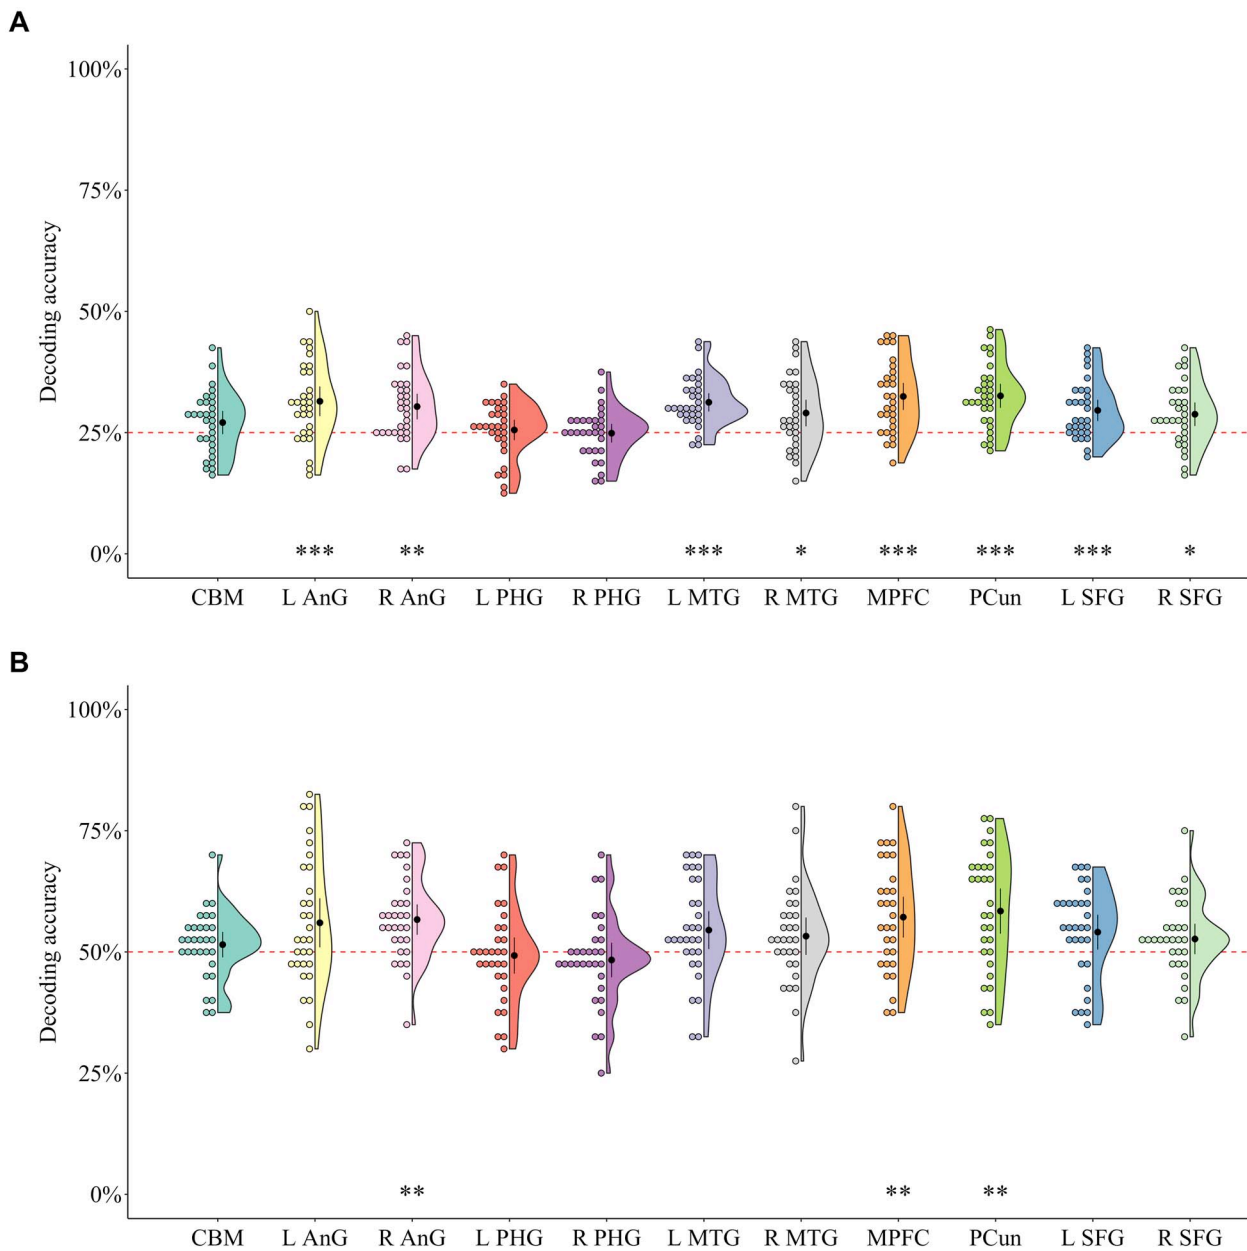 A
Decoding accuracy
100%
75%
50%
25%
0%
*** ** *** * *** *** *** *
CBM L AnG R AnG L PHG R PHG L MTG R MTG MPFC PCun L SFG R SFG
B
Decoding accuracy
100%
75%
50%
25%
0%
** ** **
CBM L AnG R AnG L PHG R PHG L MTG R MTG MPFC PCun L SFG R SFG